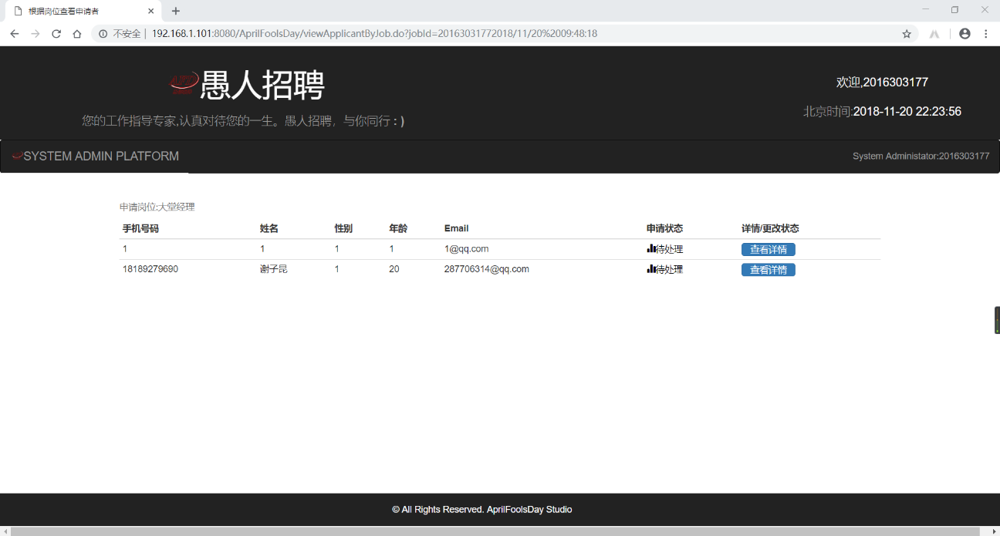 根据岗位查看申请者
不安全 192.168.1.101:8080/AprilFoolsDay/viewApplicantByJob.do?jobId=20163031772018/11/20%2009:48:18
愚人招聘
欢迎,2016303177
您的工作指导专家,认真对待您的一生。愚人招聘，与你同行 : )
北京时间:2018-11-20 22:23:56
SYSTEM ADMIN PLATFORM
System Administator:2016303177
申请岗位:大堂经理
手机号码 姓名 性别 年龄 Email 申请状态 详情/更改状态
1 1 1 1 1@qq.com 待处理 查看详情
18189279690 谢子昆 1 20 287706314@qq.com 待处理 查看详情
© All Rights Reserved. AprilFoolsDay Studio